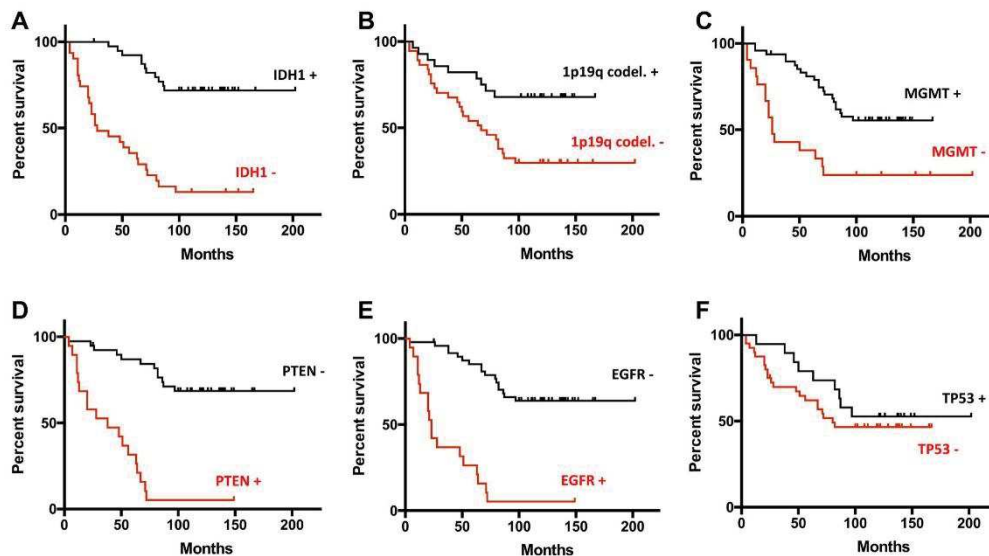 A
Percent survival
100
50
0
IDH1 +
IDH1 -
0 50 100 150 200
Months
B
Percent survival
100
50
0
1p19q codel. +
1p19q codel. -
0 50 100 150 200
Months
C
Percent survival
100
50
0
MGMT +
MGMT -
0 50 100 150 200
Months
D
Percent survival
100
50
0
PTEN -
PTEN +
0 50 100 150 200
Months
E
Percent survival
100
50
0
EGFR -
EGFR +
0 50 100 150 200
Months
F
Percent survival
100
50
0
TP53 +
TP53 -
0 50 100 150 200
Months